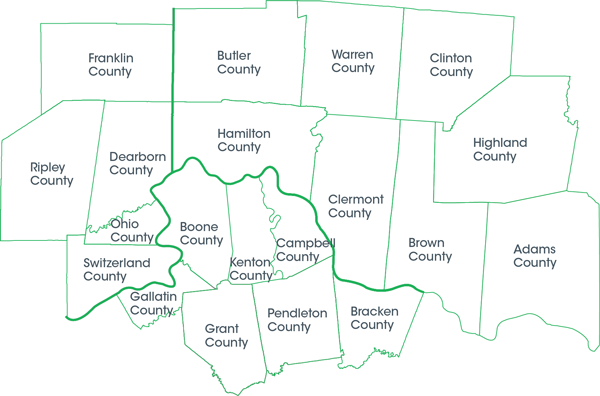 Franklin
County
Butler
County
Warren
County
Clinton
County
Hamilton
County
Highland
County
Ripley
County
Dearborn
County
Clermont
County
Ohio
County
Boone
County
Campbell
County
Brown
County
Adams
County
Switzerland
County
Kenton
County
Gallatin
County
Grant
County
Pendleton
County
Bracken
County